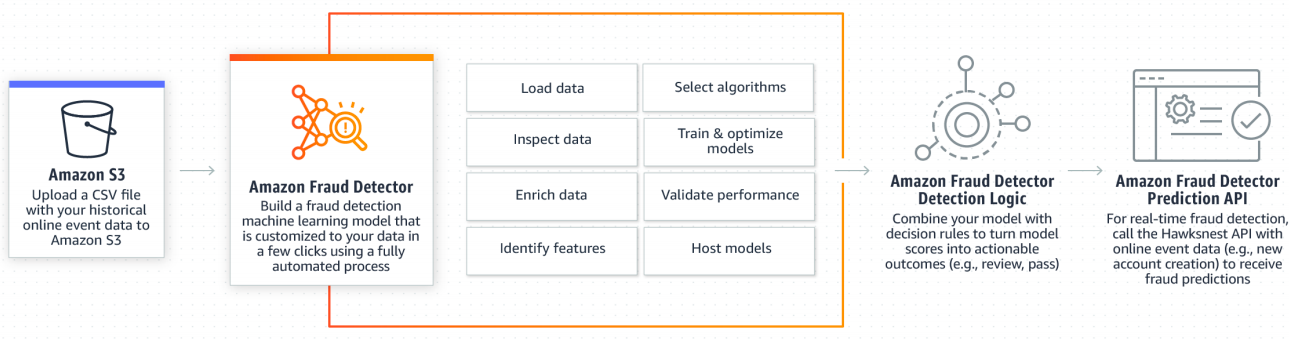 Amazon S3
Upload a CSV file
with your historical
online event data to
Amazon S3
Amazon Fraud Detector
Build a fraud detection
machine learning model that
is customized to your data in
a few clicks using a fully
automated process
Load data
Select algorithms
Inspect data
Train & optimize
models
Enrich data
Validate performance
Identify features
Host models
Amazon Fraud Detector
Detection Logic
Combine your model with
decision rules to turn model
scores into actionable
outcomes (e.g., review, pass)
Amazon Fraud Detector
Prediction API
For real-time fraud detection,
call the Hawksnest API with
online event data (e.g., new
account creation) to receive
fraud predictions